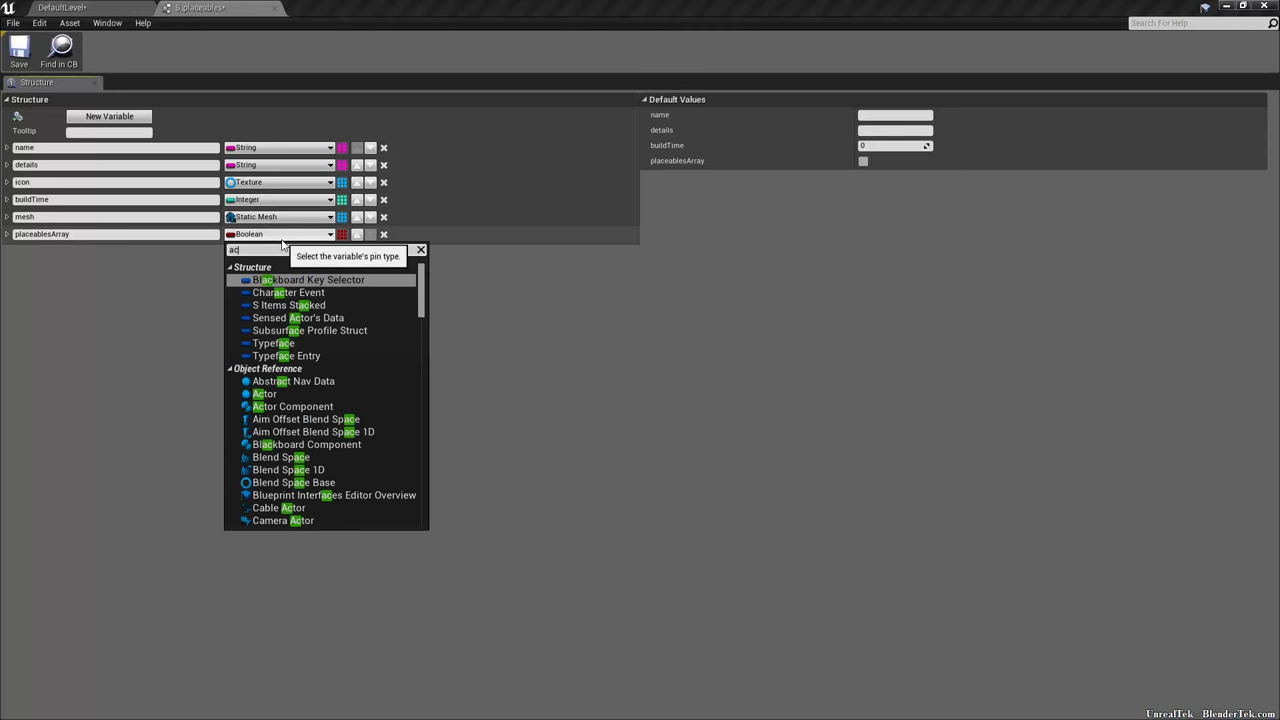 DefaultLevel•
S_placeables•
File Edit Asset Window Help
Search For Help
Save
Find in CB
Structure
Structure
Default Values
New Variable
Tooltip
name String
details String
icon Texture
buildTime Integer
mesh Static Mesh
placeablesArray Boolean
name
details
buildTime 0
placeablesArray
ac
Select the variable's pin type.
Structure
Blackboard Key Selector
Character Event
S Items Stacked
Sensed Actor's Data
Subsurface Profile Struct
Typeface
Typeface Entry
Object Reference
Abstract Nav Data
Actor
Actor Component
Aim Offset Blend Space
Aim Offset Blend Space 1D
Blackboard Component
Blend Space
Blend Space 1D
Blend Space Base
Blueprint Interfaces Editor Overview
Cable Actor
Camera Actor
UnrealTek - BlenderTek.com